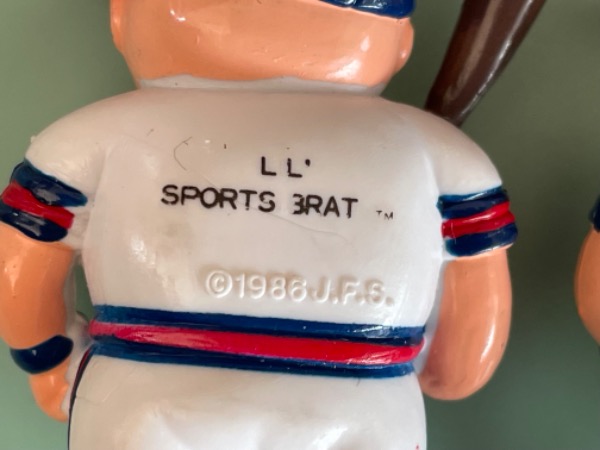 LL'
SPORTS BRAT ™
©1986 J.F.S.